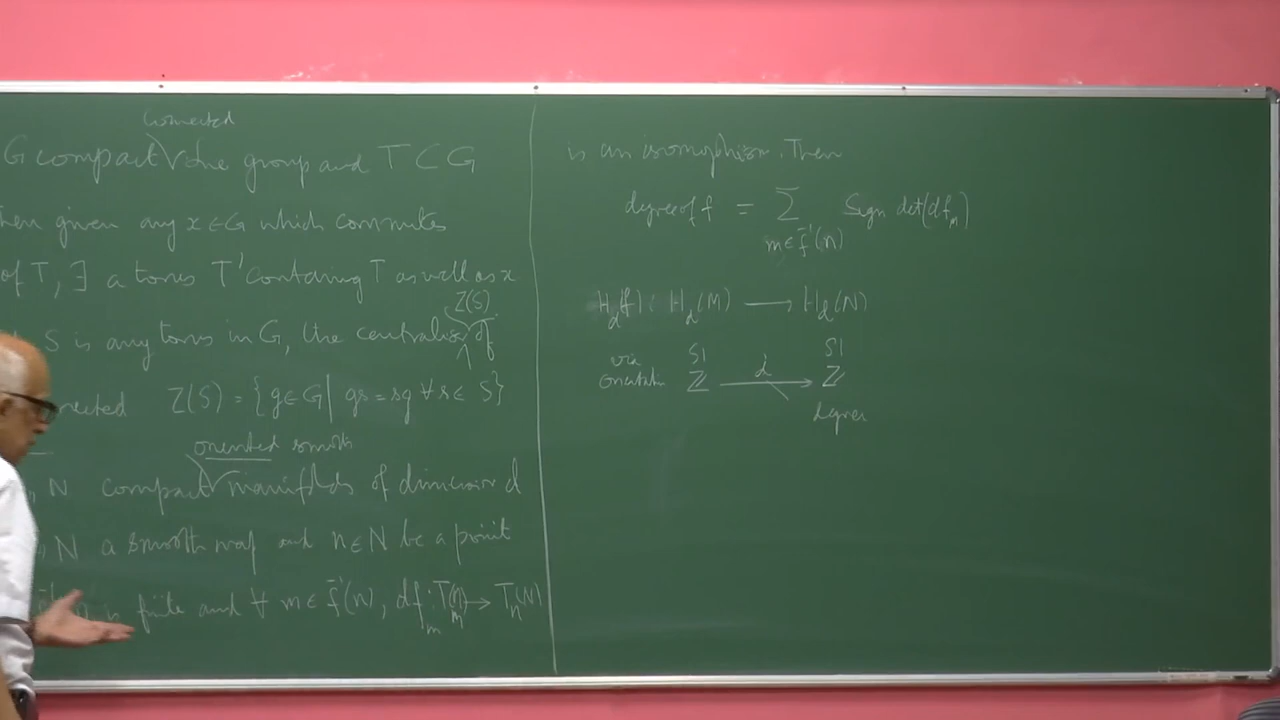 connected
G compact Lie group and T ⊂ G
then given any x ∈ G which commutes
of T, ∃ a torus T' containing T as well as x
Z(S)
S is any torus in G, the centraliser of
nected Z(S) = {g ∈ G | gs = sg ∀ s ∈ S}
oriented smooth
, N compact manifolds of dimension d
, N a smooth map and n ∈ N be a point
is finite and ∀ m ∈ f⁻¹(n), df_m : T_m( ) → T_n(N)
is an isomorphism. Then
degree of f = Σ_{m ∈ f⁻¹(n)} Sign det(df_m)
H_d(f) : H_d(M) → H_d(N)
via S| S|
orientatn Z → d Z
degree